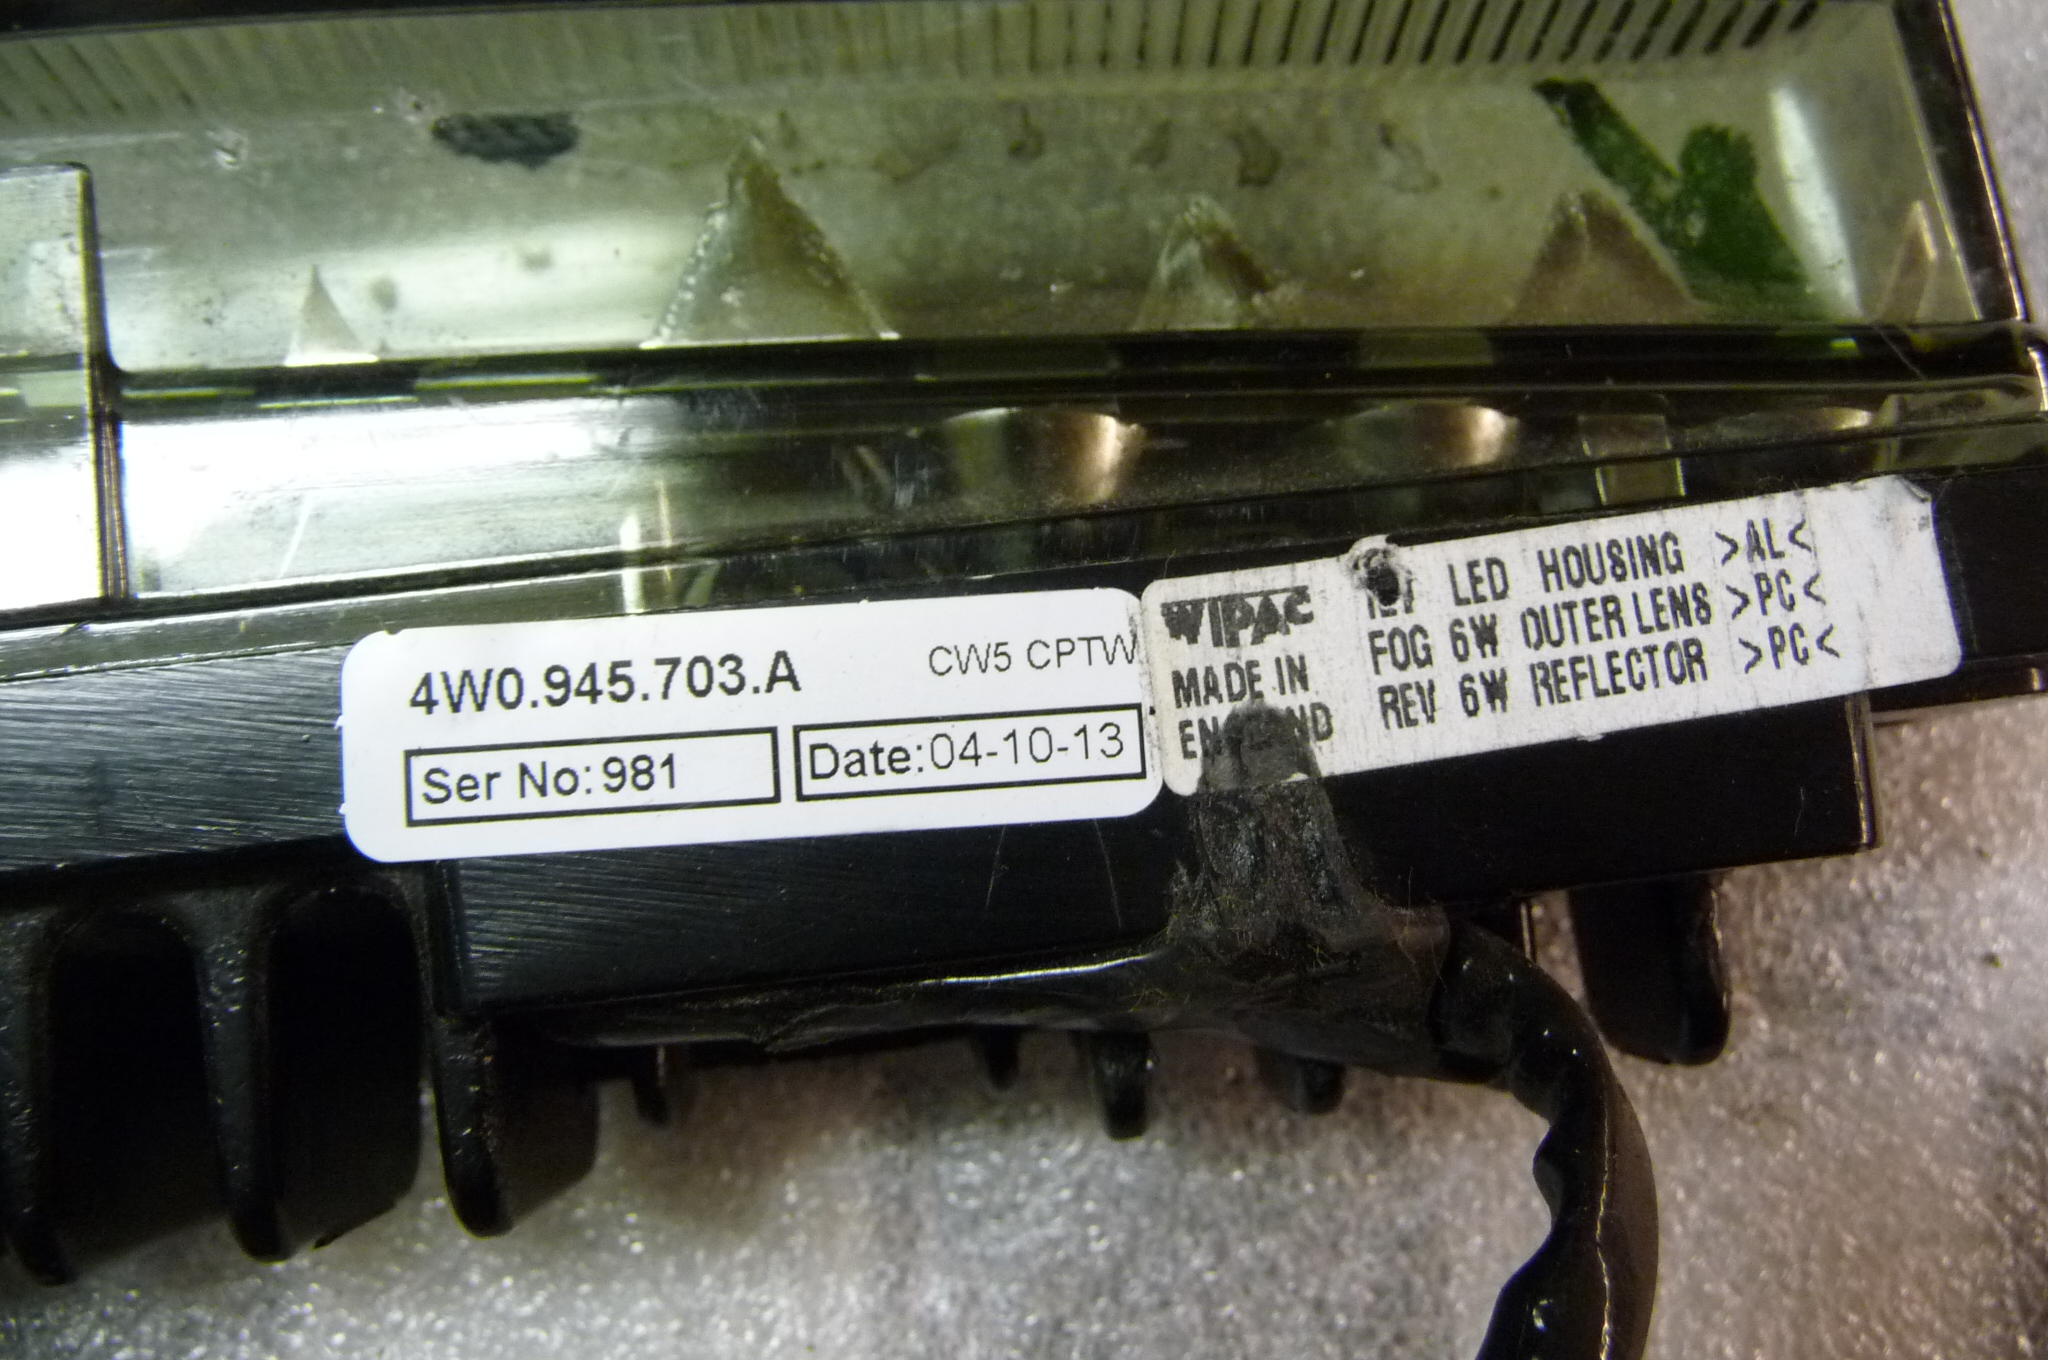 4W0.945.703.A
CW5 CPTW
Ser No: 981
Date: 04-10-13
WIPAC
MADE IN
ENGLAND
LED HOUSING >AL<
FOG 6W OUTER LENS >PC<
REV 6W REFLECTOR >PC<